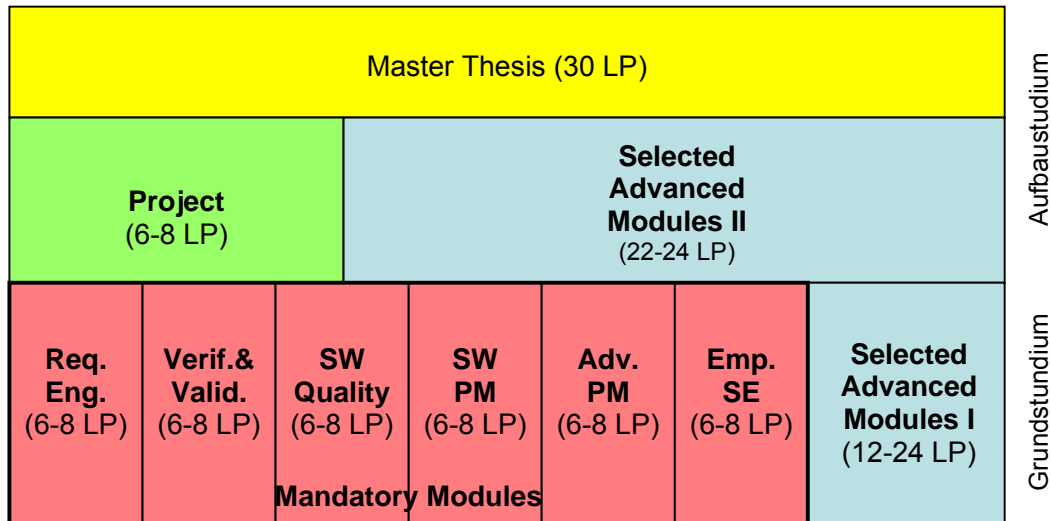 Master Thesis (30 LP)
Aufbaustudium
Project
(6-8 LP)
Selected
Advanced
Modules II
(22-24 LP)
Req.
Eng.
(6-8 LP)
Verif.&
Valid.
(6-8 LP)
SW
Quality
(6-8 LP)
SW
PM
(6-8 LP)
Adv.
PM
(6-8 LP)
Emp.
SE
(6-8 LP)
Mandatory Modules
Selected
Advanced
Modules I
(12-24 LP)
Grundstundium